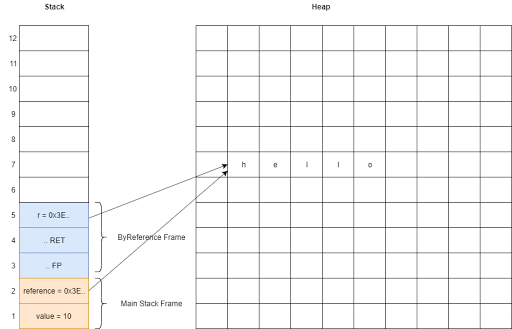 Stack
Heap
12
11
10
9
8
7
h e l l o
6
5
r = 0x3E..
4
.. RET
ByReference Frame
3
.. FP
2
reference = 0x3E..
Main Stack Frame
1
value = 10